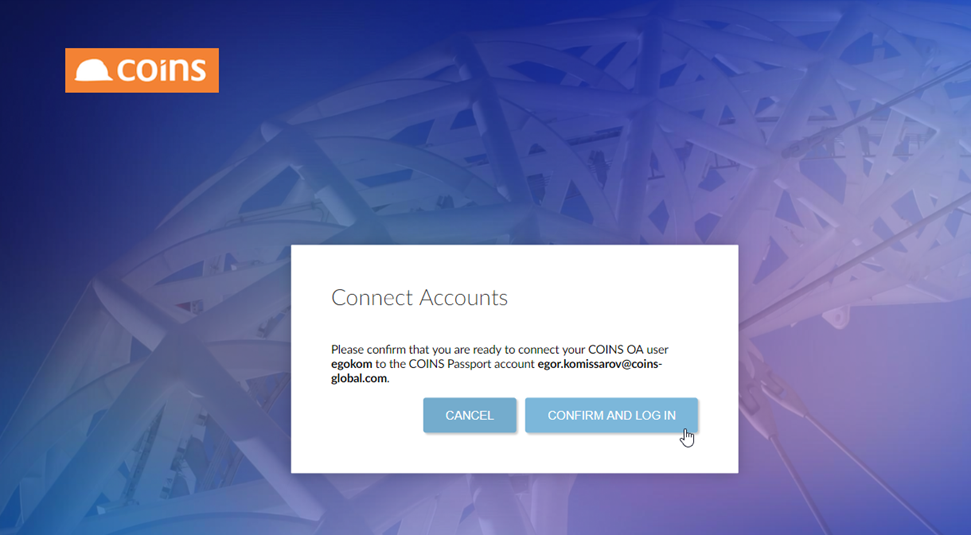 coins
Connect Accounts
Please confirm that you are ready to connect your COINS OA user
egokom to the COINS Passport account egor.komissarov@coins-
global.com.
CANCEL
CONFIRM AND LOG IN